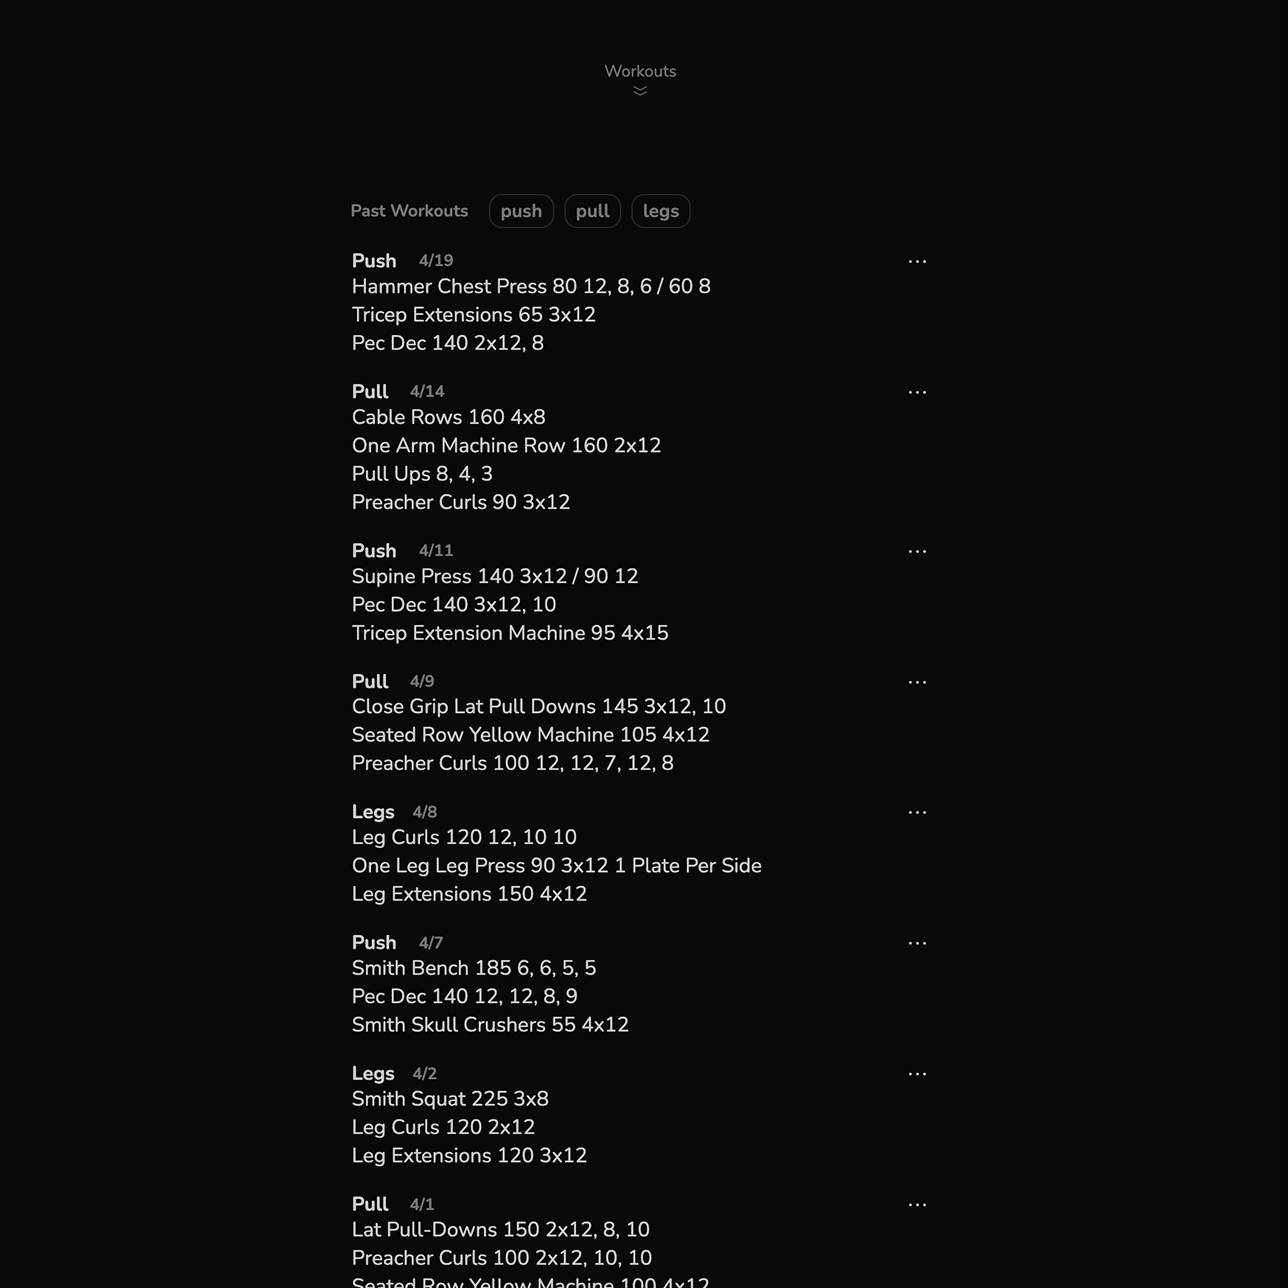 Workouts
Past Workouts push pull legs
Push 4/19
Hammer Chest Press 80 12, 8, 6 / 60 8
Tricep Extensions 65 3x12
Pec Dec 140 2x12, 8
Pull 4/14
Cable Rows 160 4x8
One Arm Machine Row 160 2x12
Pull Ups 8, 4, 3
Preacher Curls 90 3x12
Push 4/11
Supine Press 140 3x12 / 90 12
Pec Dec 140 3x12, 10
Tricep Extension Machine 95 4x15
Pull 4/9
Close Grip Lat Pull Downs 145 3x12, 10
Seated Row Yellow Machine 105 4x12
Preacher Curls 100 12, 12, 7, 12, 8
Legs 4/8
Leg Curls 120 12, 10 10
One Leg Leg Press 90 3x12 1 Plate Per Side
Leg Extensions 150 4x12
Push 4/7
Smith Bench 185 6, 6, 5, 5
Pec Dec 140 12, 12, 8, 9
Smith Skull Crushers 55 4x12
Legs 4/2
Smith Squat 225 3x8
Leg Curls 120 2x12
Leg Extensions 120 3x12
Pull 4/1
Lat Pull-Downs 150 2x12, 8, 10
Preacher Curls 100 2x12, 10, 10
Seated Row Yellow Machine 100 4x12